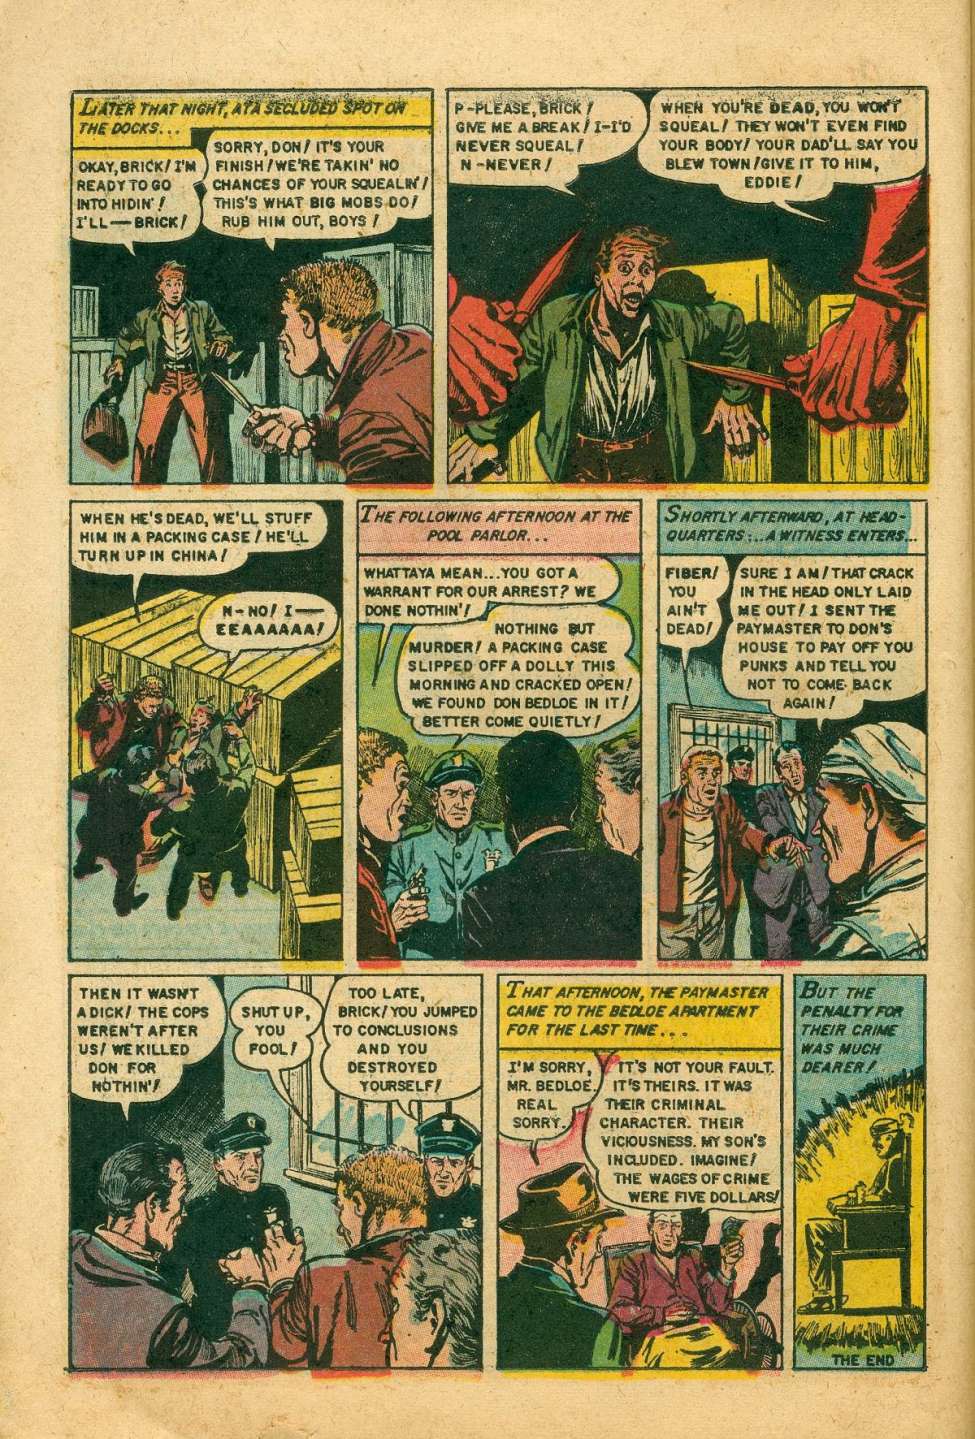 LATER THAT NIGHT, AT A SECLUDED SPOT ON
THE DOCKS...
OKAY, BRICK! I'M
READY TO GO
INTO HIDIN'!
I'LL — BRICK!
SORRY, DON! IT'S YOUR
FINISH! WE'RE TAKIN' NO
CHANCES OF YOUR SQUEALIN'!
THIS'S WHAT BIG MOBS DO!
RUB HIM OUT, BOYS!
P-PLEASE, BRICK!
GIVE ME A BREAK! I-I'D
NEVER SQUEAL!
N-NEVER!
WHEN YOU'RE DEAD, YOU WON'T
SQUEAL! THEY WON'T EVEN FIND
YOUR BODY! YOUR DAD'LL SAY YOU
BLEW TOWN! GIVE IT TO HIM,
EDDIE!
WHEN HE'S DEAD, WE'LL STUFF
HIM IN A PACKING CASE! HE'LL
TURN UP IN CHINA!
N-NO! I —
EEAAAAAA!
THE FOLLOWING AFTERNOON AT THE
POOL PARLOR...
WHATTAYA MEAN...YOU GOT A
WARRANT FOR OUR ARREST? WE
DONE NOTHIN'!
NOTHING BUT
MURDER! A PACKING CASE
SLIPPED OFF A DOLLY THIS
MORNING AND CRACKED OPEN!
WE FOUND DON BEDLOE IN IT!
BETTER COME QUIETLY!
SHORTLY AFTERWARD, AT HEAD-
QUARTERS...A WITNESS ENTERS...
FIBER!
YOU
AIN'T
DEAD!
SURE I AM! THAT CRACK
IN THE HEAD ONLY LAID
ME OUT! I SENT THE
PAYMASTER TO DON'S
HOUSE TO PAY OFF YOU
PUNKS AND TELL YOU
NOT TO COME BACK
AGAIN!
THEN IT WASN'T
A DICK! THE COPS
WEREN'T AFTER
US! WE KILLED
DON FOR
NOTHIN'!
SHUT UP,
YOU
FOOL!
TOO LATE,
BRICK! YOU JUMPED
TO CONCLUSIONS
AND YOU
DESTROYED
YOURSELF!
THAT AFTERNOON, THE PAYMASTER
CAME TO THE BEDLOE APARTMENT
FOR THE LAST TIME...
I'M SORRY,
MR. BEDLOE.
REAL
SORRY.
IT'S NOT YOUR FAULT.
IT'S THEIRS. IT WAS
THEIR CRIMINAL
CHARACTER. THEIR
VICIOUSNESS. MY SON'S
INCLUDED. IMAGINE!
THE WAGES OF CRIME
WERE FIVE DOLLARS!
BUT THE
PENALTY FOR
THEIR CRIME
WAS MUCH
DEARER!
THE END